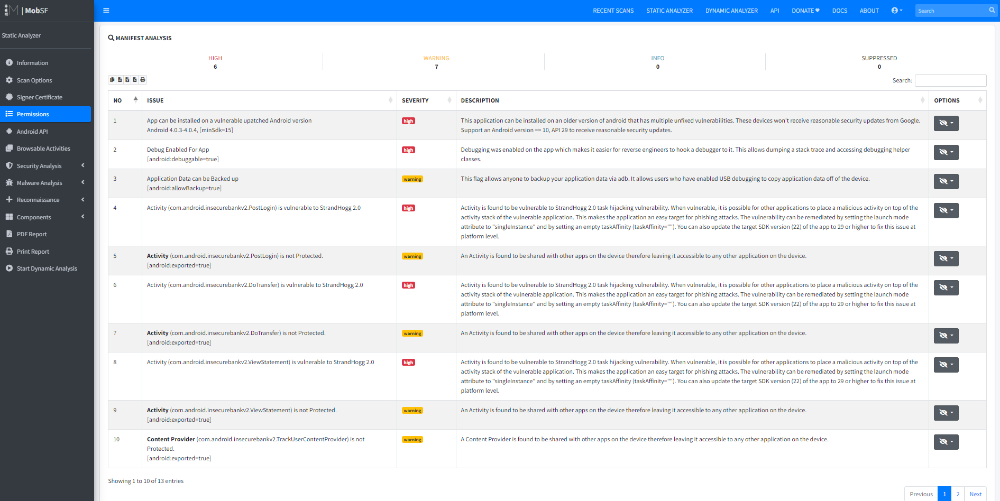 | MobSF
RECENT SCANS STATIC ANALYZER DYNAMIC ANALYZER API DONATE ♥ DOCS ABOUT Search
Static Analyzer
Information
Scan Options
Signer Certificate
Permissions
Android API
Browsable Activities
Security Analysis
Malware Analysis
Reconnaissance
Components
PDF Report
Print Report
Start Dynamic Analysis
MANIFEST ANALYSIS
HIGH WARNING INFO SUPPRESSED
6 7 0 0
Search:
NO ISSUE SEVERITY DESCRIPTION OPTIONS
1 App can be installed on a vulnerable upatched Android version high This application can be installed on an older version of android that has multiple unfixed vulnerabilities. These devices won't receive reasonable security updates from Google.
Android 4.0.3-4.0.4, [minSdk=15] Support an Android version => 10, API 29 to receive reasonable security updates.
2 Debug Enabled For App high Debugging was enabled on the app which makes it easier for reverse engineers to hook a debugger to it. This allows dumping a stack trace and accessing debugging helper
[android:debuggable=true] classes.
3 Application Data can be Backed up warning This flag allows anyone to backup your application data via adb. It allows users who have enabled USB debugging to copy application data off of the device.
[android:allowBackup=true]
4 Activity (com.android.insecurebankv2.PostLogin) is vulnerable to StrandHogg 2.0 high Activity is found to be vulnerable to StrandHogg 2.0 task hijacking vulnerability. When vulnerable, it is possible for other applications to place a malicious activity on top of the
activity stack of the vulnerable application. This makes the application an easy target for phishing attacks. The vulnerability can be remediated by setting the launch mode
attribute to "singleInstance" and by setting an empty taskAffinity (taskAffinity=""). You can also update the target SDK version (22) of the app to 29 or higher to fix this issue at
platform level.
5 Activity (com.android.insecurebankv2.PostLogin) is not Protected. warning An Activity is found to be shared with other apps on the device therefore leaving it accessible to any other application on the device.
[android:exported=true]
6 Activity (com.android.insecurebankv2.DoTransfer) is vulnerable to StrandHogg 2.0 high Activity is found to be vulnerable to StrandHogg 2.0 task hijacking vulnerability. When vulnerable, it is possible for other applications to place a malicious activity on top of the
activity stack of the vulnerable application. This makes the application an easy target for phishing attacks. The vulnerability can be remediated by setting the launch mode
attribute to "singleInstance" and by setting an empty taskAffinity (taskAffinity=""). You can also update the target SDK version (22) of the app to 29 or higher to fix this issue at
platform level.
7 Activity (com.android.insecurebankv2.DoTransfer) is not Protected. warning An Activity is found to be shared with other apps on the device therefore leaving it accessible to any other application on the device.
[android:exported=true]
8 Activity (com.android.insecurebankv2.ViewStatement) is vulnerable to StrandHogg 2.0 high Activity is found to be vulnerable to StrandHogg 2.0 task hijacking vulnerability. When vulnerable, it is possible for other applications to place a malicious activity on top of the
activity stack of the vulnerable application. This makes the application an easy target for phishing attacks. The vulnerability can be remediated by setting the launch mode
attribute to "singleInstance" and by setting an empty taskAffinity (taskAffinity=""). You can also update the target SDK version (22) of the app to 29 or higher to fix this issue at
platform level.
9 Activity (com.android.insecurebankv2.ViewStatement) is not Protected. warning An Activity is found to be shared with other apps on the device therefore leaving it accessible to any other application on the device.
[android:exported=true]
10 Content Provider (com.android.insecurebankv2.TrackUserContentProvider) is not warning A Content Provider is found to be shared with other apps on the device therefore leaving it accessible to any other application on the device.
Protected.
[android:exported=true]
Showing 1 to 10 of 13 entries
Previous 1 2 Next